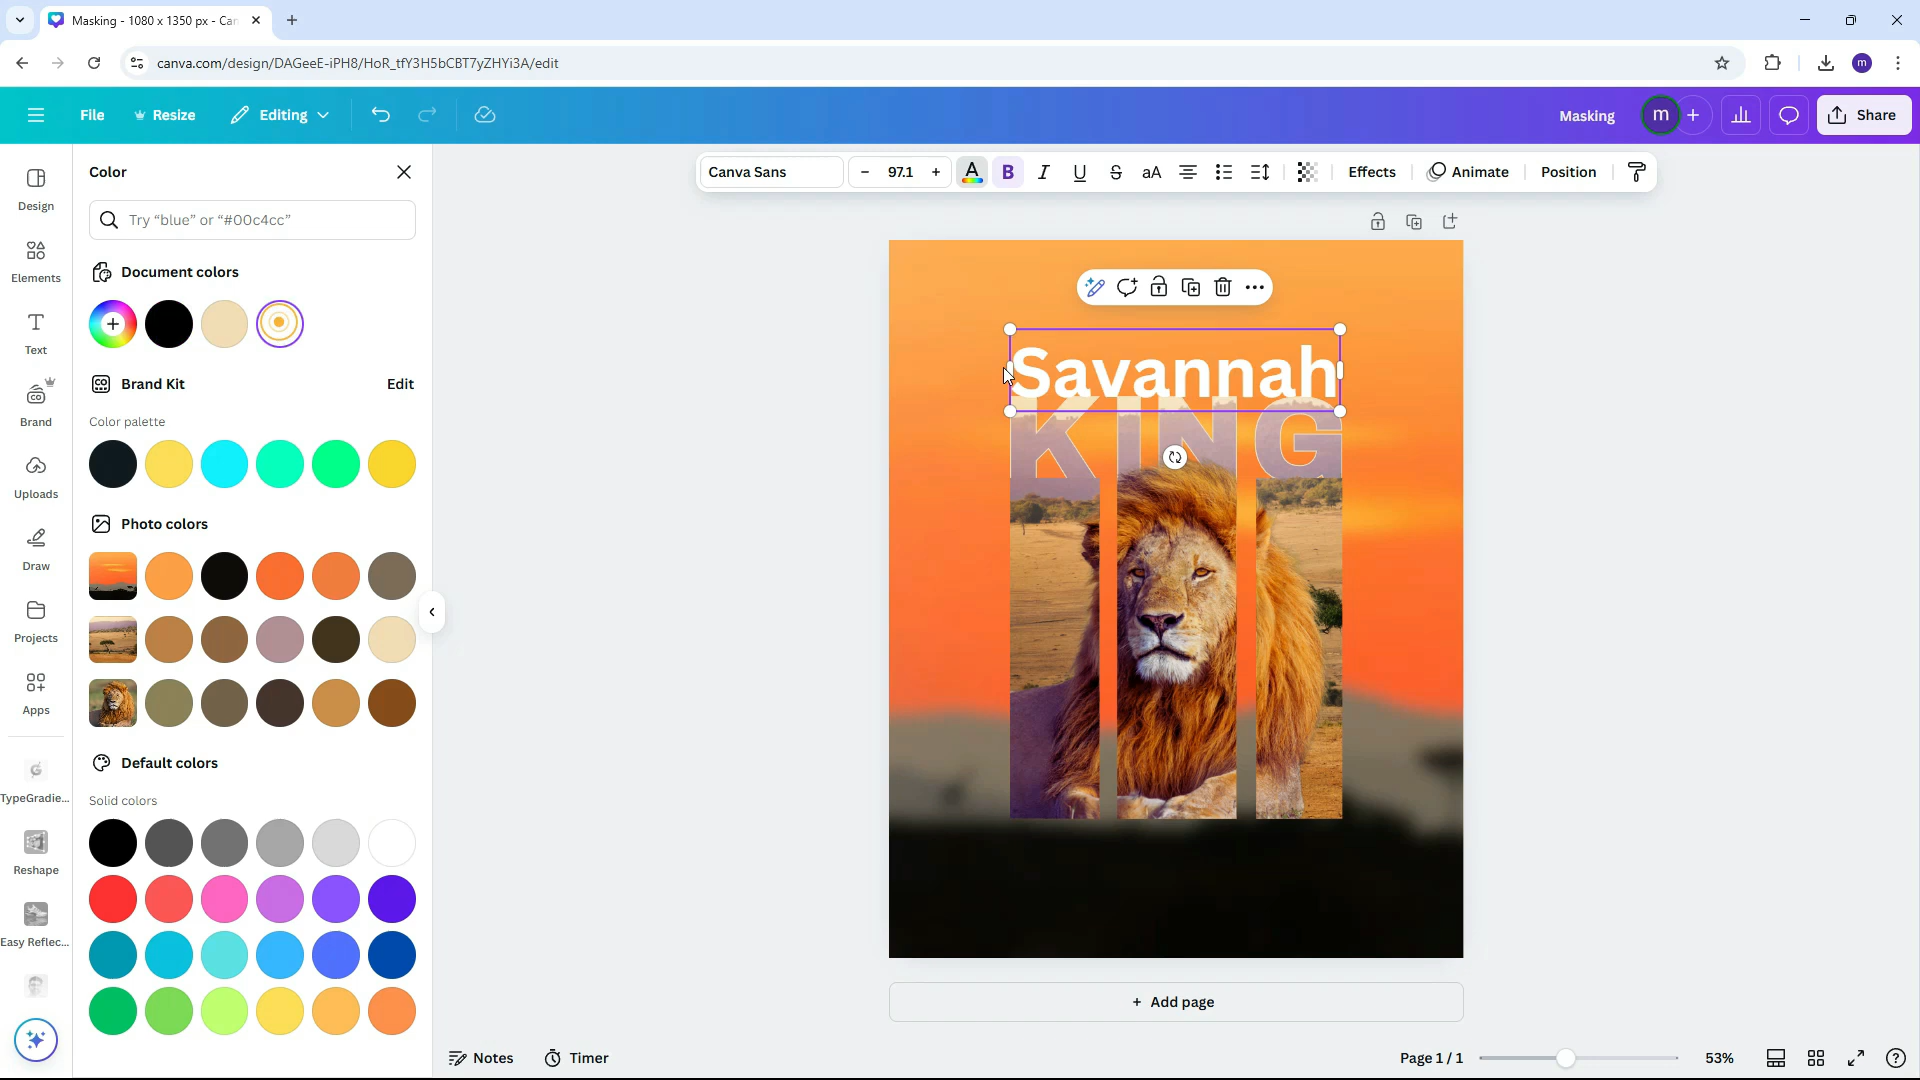 Masking - 1080 x 1350 px - Can
canva.com/design/DAGeeE-iPH8/HoR_tfY3H5bCBT7yZHYi3A/edit
m
File
Resize
Editing
Masking
m
Share
Canva Sans
– 97.1 +
A
B
I
U
S
aA
Effects
Animate
Position
Design
Elements
Text
Brand
Uploads
Draw
Projects
Apps
TypeGradie...
Reshape
Easy Reflec...
Color
Try “blue” or “#00c4cc”
Document colors
Brand Kit
Edit
Color palette
Photo colors
Default colors
Solid colors
Savannah
KING
+ Add page
Notes
Timer
Page 1 / 1
53%